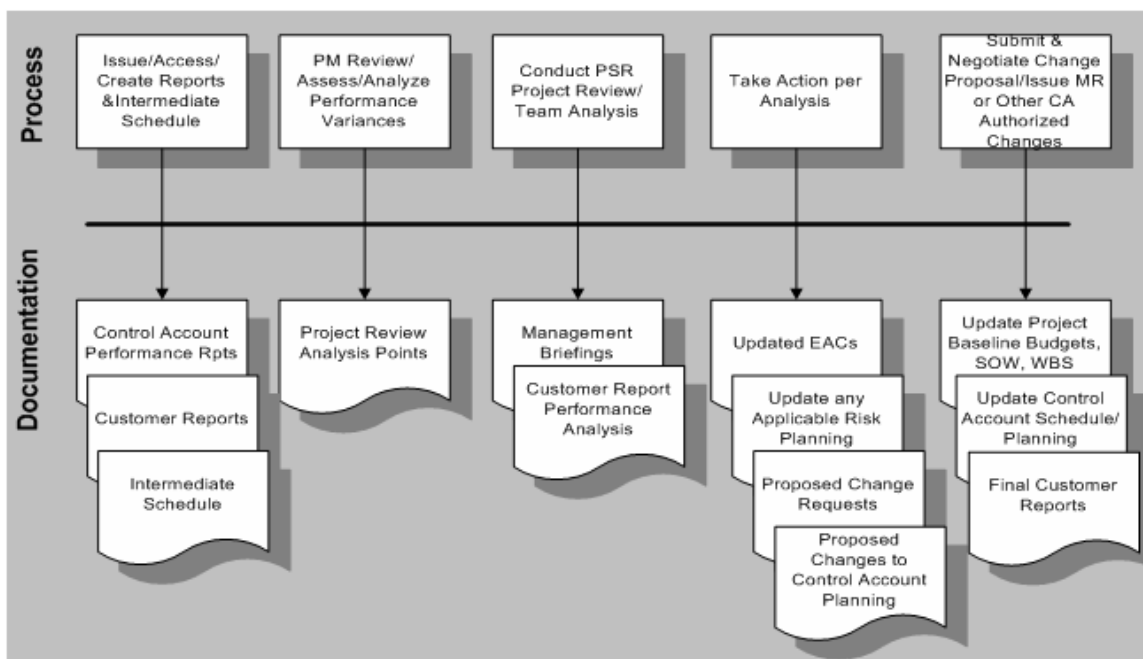 Process
Issue/Access/
Create Reports
&Intermediate
Schedule
PM Review/
Assess/Analyze
Performance
Variances
Conduct PSR
Project Review/
Team Analysis
Take Action per
Analysis
Submit &
Negotiate Change
Proposal/Issue MR
or Other CA
Authorized
Changes
Documentation
Control Account
Performance Rpts
Customer Reports
Intermediate
Schedule
Project Review
Analysis Points
Management
Briefings
Customer Report
Performance
Analysis
Updated EACs
Update any
Applicable Risk
Planning
Proposed Change
Requests
Proposed
Changes to
Control Account
Planning
Update Project
Baseline Budgets,
SOW, WBS
Update Control
Account Schedule/
Planning
Final Customer
Reports